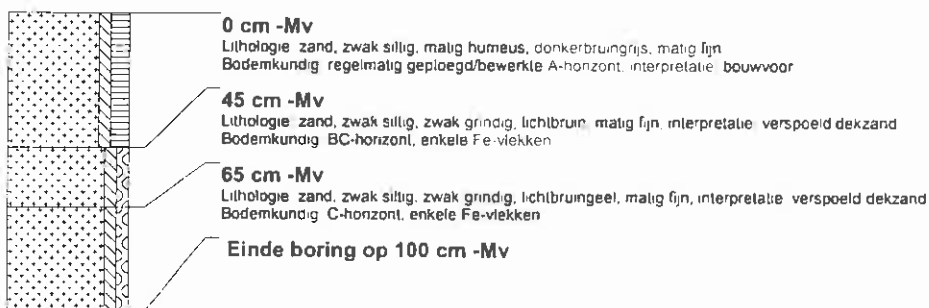 0 cm -Mv
Lithologie zand, zwak siltig, matig humeus, donkerbruingrijs, matig fijn
Bodemkundig regelmatig geploegd/bewerkte A-horizont, interpretatie bouwvoor
45 cm -Mv
Lithologie zand, zwak siltig, zwak grindig, lichtbruin, matig fijn, interpretatie verspoeld dekzand
Bodemkundig BC-horizont, enkele Fe-vlekken
65 cm -Mv
Lithologie zand, zwak siltig, zwak grindig, lichtbruingeel, matig fijn, interpretatie verspoeld dekzand
Bodemkundig C-horizont, enkele Fe-vlekken
Einde boring op 100 cm -Mv